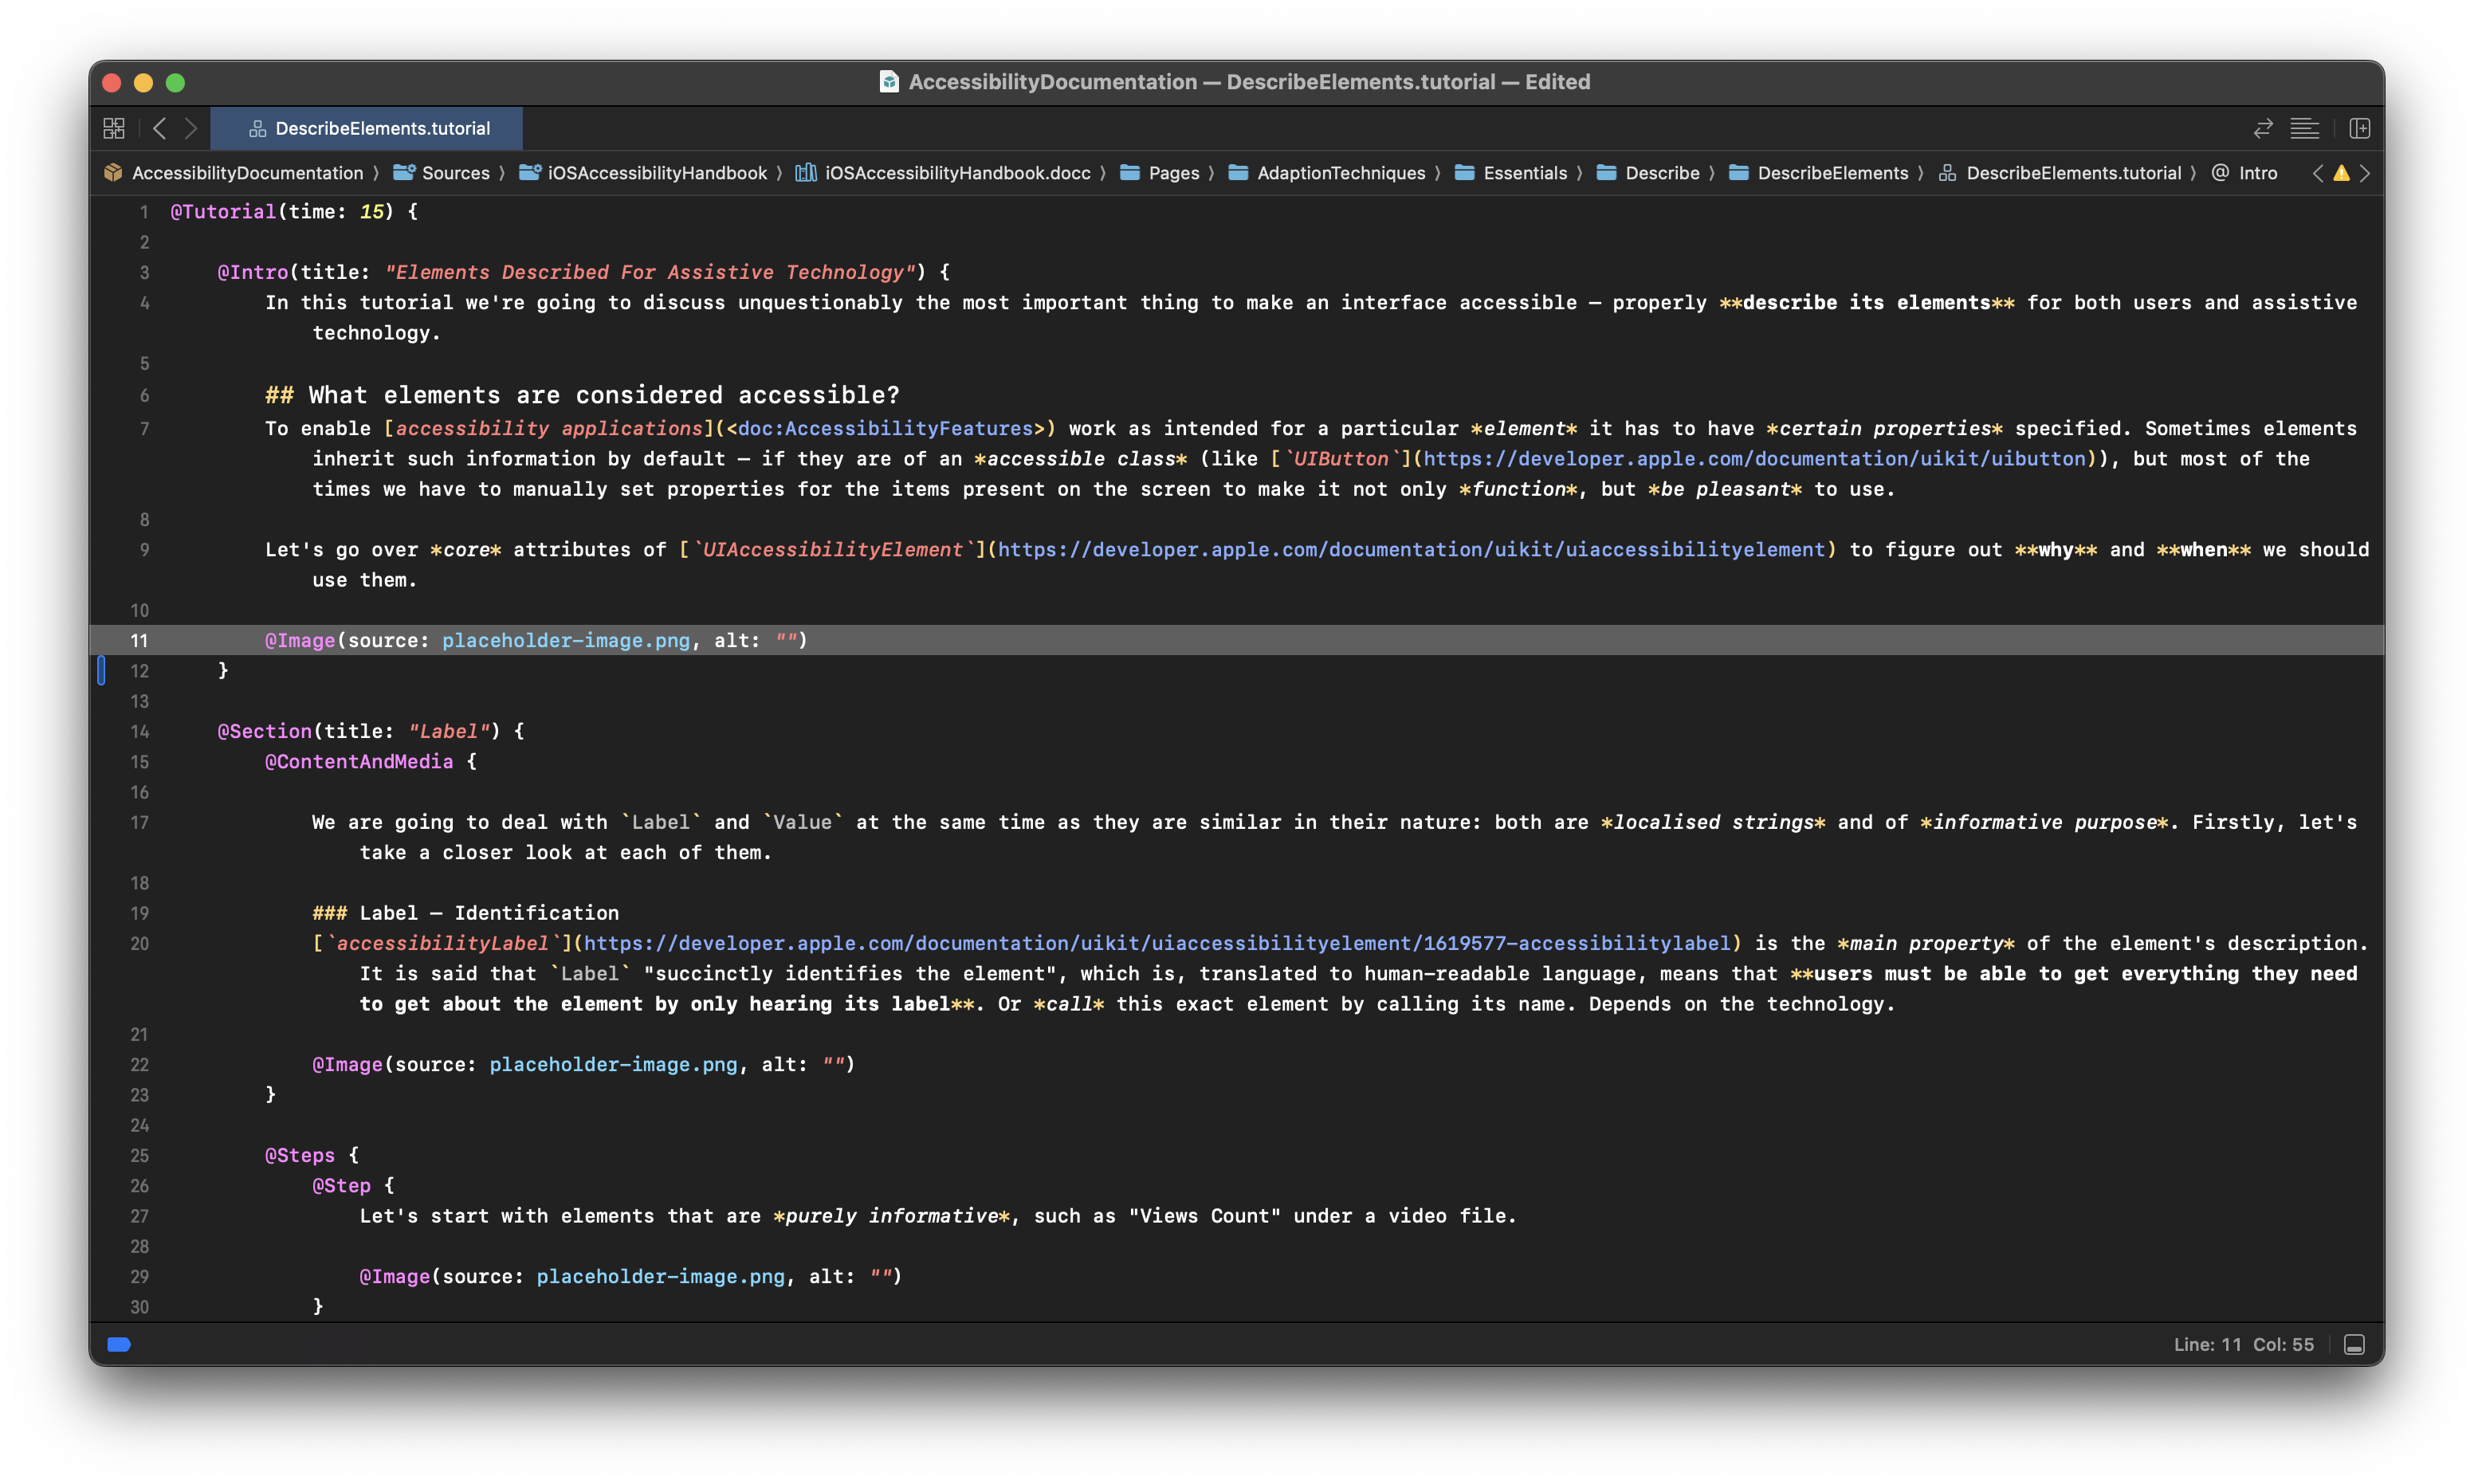 AccessibilityDocumentation — DescribeElements.tutorial — Edited
DescribeElements.tutorial
AccessibilityDocumentation 〉 Sources 〉 iOSAccessibilityHandbook 〉 iOSAccessibilityHandbook.docc 〉 Pages 〉 AdaptionTechniques 〉 Essentials 〉 Describe 〉 DescribeElements 〉 DescribeElements.tutorial 〉 @ Intro
1 @Tutorial(time: 15) {
2
3 @Intro(title: "Elements Described For Assistive Technology") {
4 In this tutorial we're going to discuss unquestionably the most important thing to make an interface accessible — properly **describe its elements** for both users and assistive
technology.
5
6 ## What elements are considered accessible?
7 To enable [accessibility applications](<doc:AccessibilityFeatures>) work as intended for a particular *element* it has to have *certain properties* specified. Sometimes elements
inherit such information by default — if they are of an *accessible class* (like [`UIButton`](https://developer.apple.com/documentation/uikit/uibutton)), but most of the
times we have to manually set properties for the items present on the screen to make it not only *function*, but *be pleasant* to use.
8
9 Let's go over *core* attributes of [`UIAccessibilityElement`](https://developer.apple.com/documentation/uikit/uiaccessibilityelement) to figure out **why** and **when** we should
use them.
10
11 @Image(source: placeholder-image.png, alt: "")
12 }
13
14 @Section(title: "Label") {
15 @ContentAndMedia {
16
17 We are going to deal with `Label` and `Value` at the same time as they are similar in their nature: both are *localised strings* and of *informative purpose*. Firstly, let's
take a closer look at each of them.
18
19 ### Label — Identification
20 [`accessibilityLabel`](https://developer.apple.com/documentation/uikit/uiaccessibilityelement/1619577-accessibilitylabel) is the *main property* of the element's description.
It is said that `Label` "succinctly identifies the element", which is, translated to human-readable language, means that **users must be able to get everything they need
to get about the element by only hearing its label**. Or *call* this exact element by calling its name. Depends on the technology.
21
22 @Image(source: placeholder-image.png, alt: "")
23 }
24
25 @Steps {
26 @Step {
27 Let's start with elements that are *purely informative*, such as "Views Count" under a video file.
28
29 @Image(source: placeholder-image.png, alt: "")
30 }
Line: 11 Col: 55